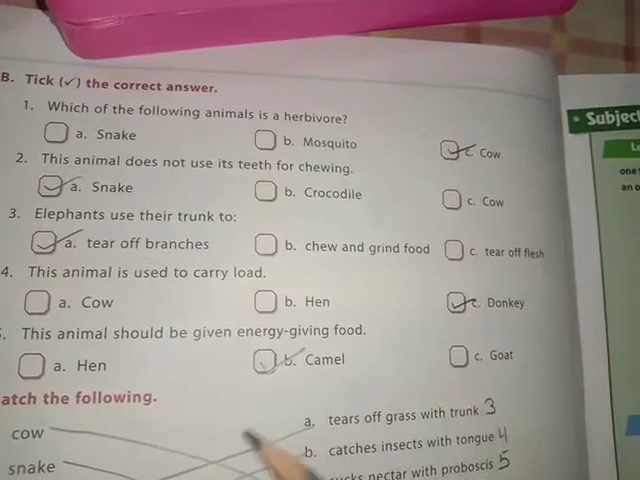 B. Tick (✓) the correct answer.
1. Which of the following animals is a herbivore?
a. Snake b. Mosquito c. Cow
2. This animal does not use its teeth for chewing.
a. Snake b. Crocodile c. Cow
3. Elephants use their trunk to:
a. tear off branches b. chew and grind food c. tear off flesh
4. This animal is used to carry load.
a. Cow b. Hen c. Donkey
. This animal should be given energy-giving food.
a. Hen b. Camel c. Goat
atch the following.
cow a. tears off grass with trunk 3
snake b. catches insects with tongue 4
nectar with proboscis 5
Subject
one
an o